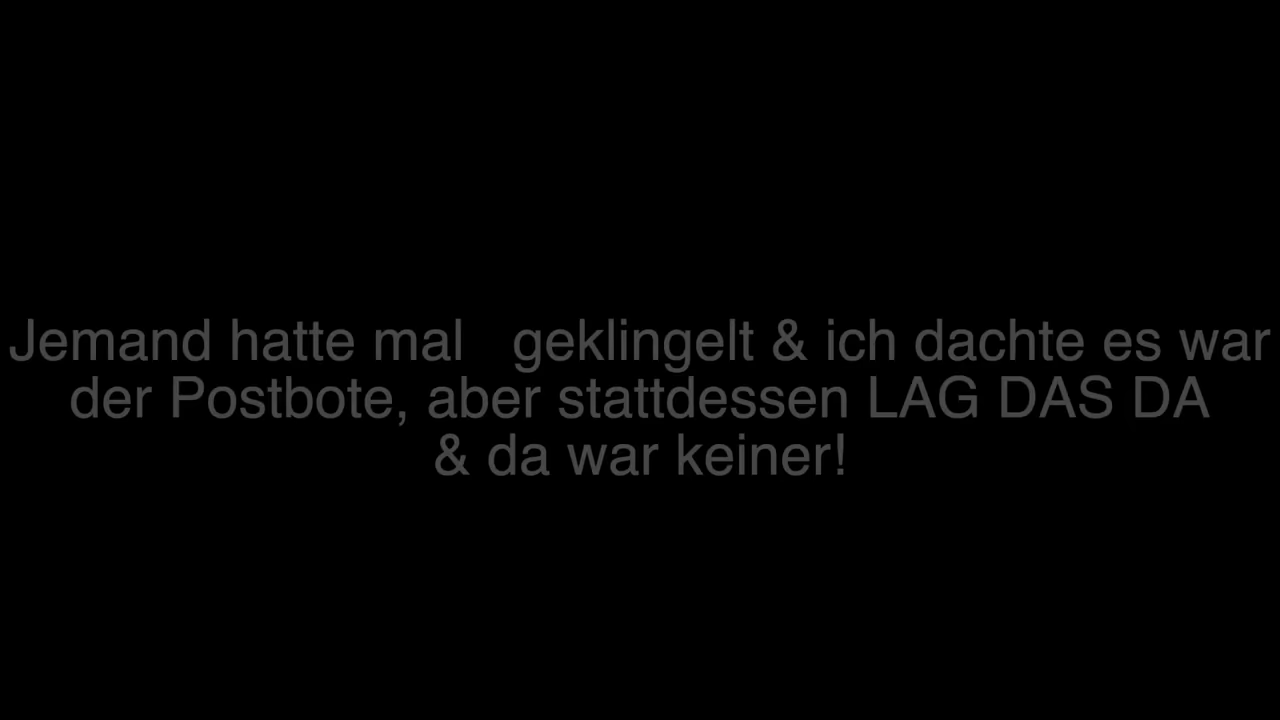 Jemand hatte mal   geklingelt & ich dachte es war
der Postbote, aber stattdessen LAG DAS DA
& da war keiner!